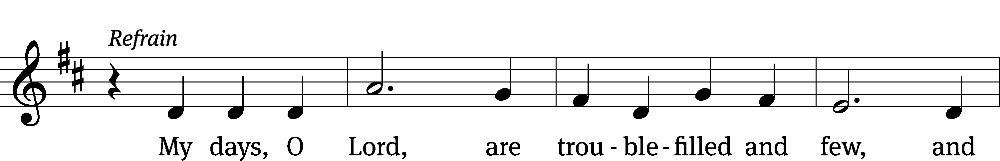 Refrain
My days, O Lord, are trou - ble - filled and few, and